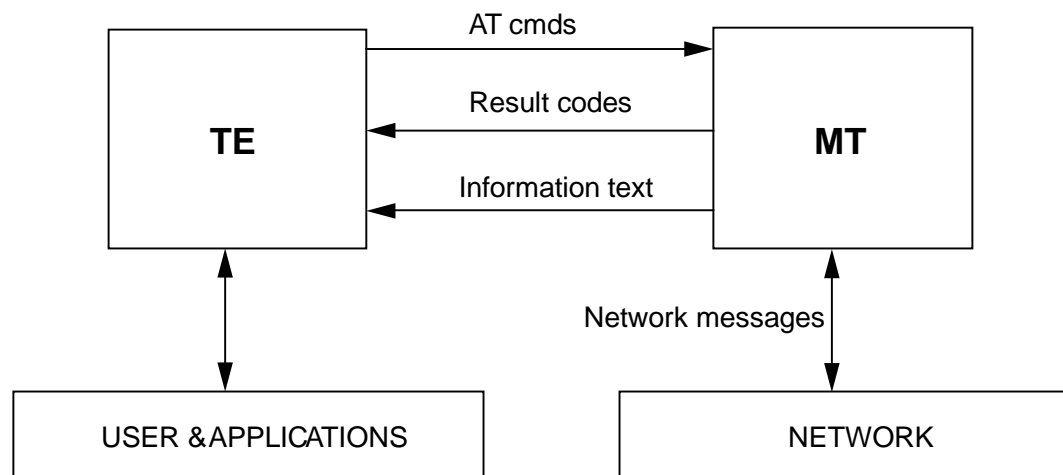 AT cmds
Result codes
TE
MT
Information text
Network messages
USER & APPLICATIONS
NETWORK